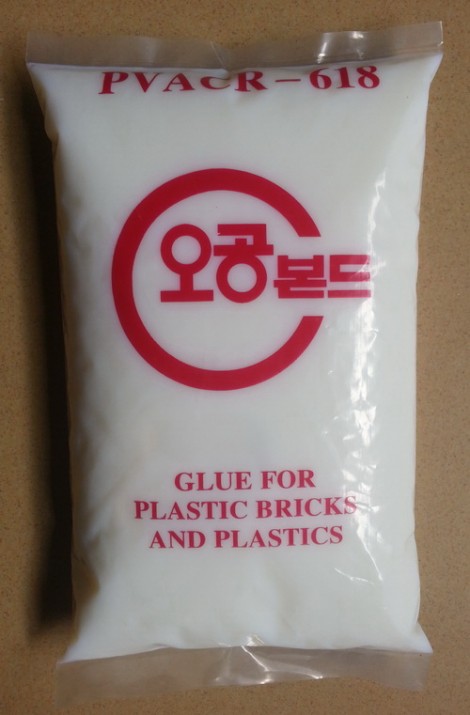 PVACR-618
오공본드
GLUE FOR
PLASTIC BRICKS
AND PLASTICS